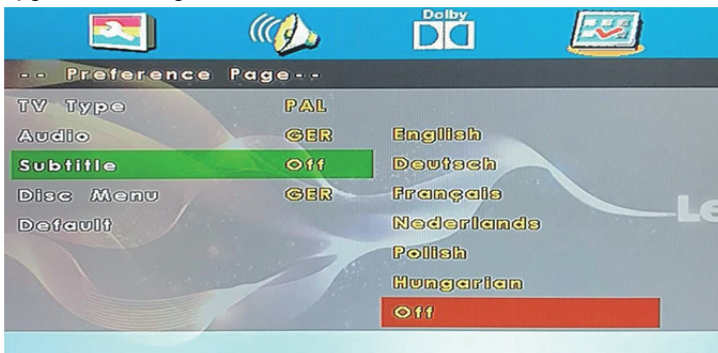 Dolby
-- Preference Page--
TV Type PAL
Audio GER English
Subtitle Off Deutsch
Disc Menu GER Français
Default Nederlands
Polish
Hungarian
Off
Le